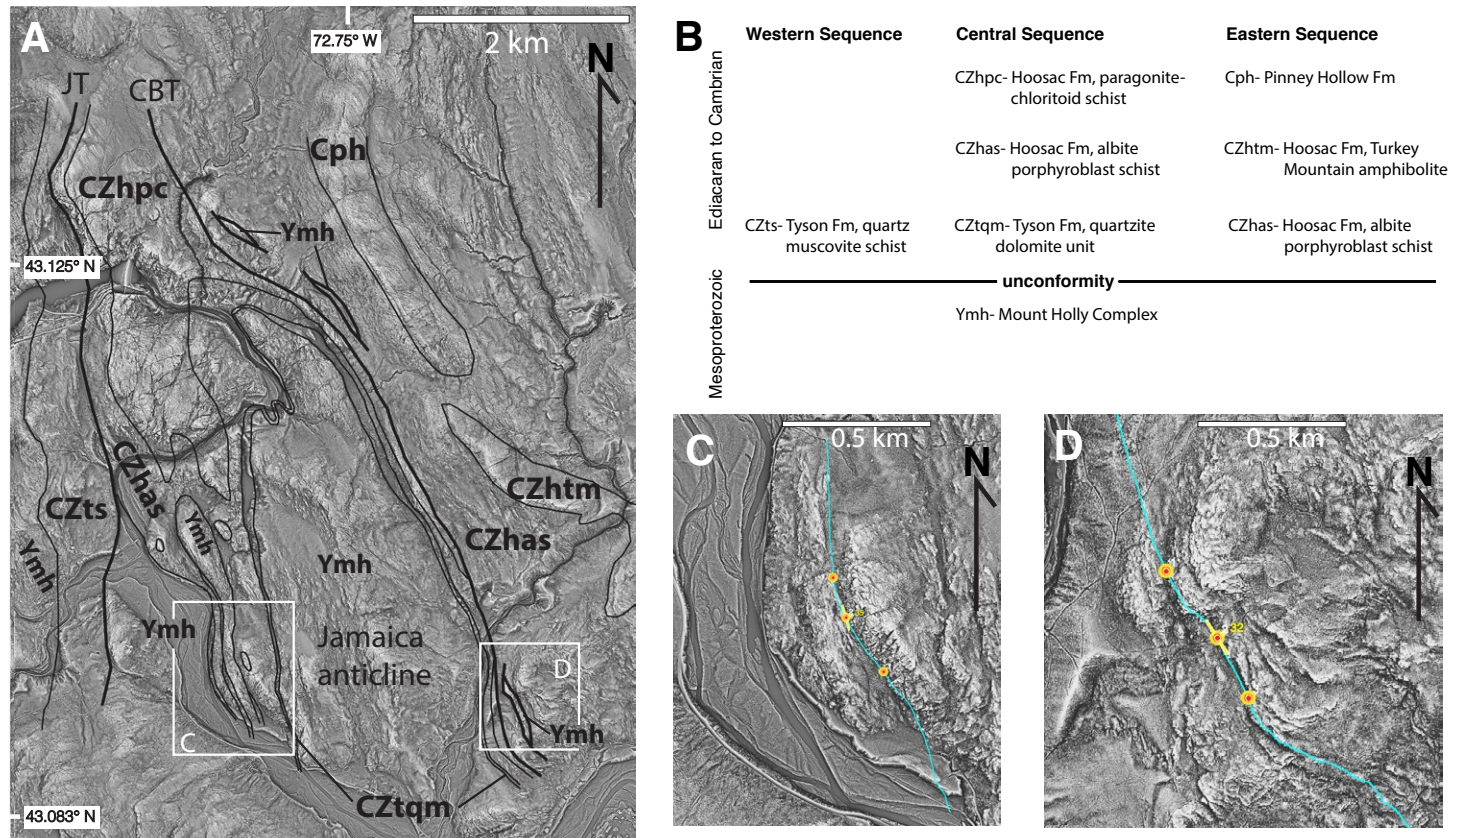 A
72.75° W
2 km
N
JT
CBT
Cph
CZhpc
Ymh
43.125° N
CZhas
CZhtm
CZts
Ymh
CZhas
Ymh
Ymh
Ymh
Jamaica
anticline
D
Ymh
C
CZtqm
43.083° N
B
Western Sequence
Central Sequence
Eastern Sequence
Ediacaran to Cambrian
CZhpc- Hoosac Fm, paragonite-
chloritoid schist
Cph- Pinney Hollow Fm
CZhas- Hoosac Fm, albite
porphyroblast schist
CZhtm- Hoosac Fm, Turkey
Mountain amphibolite
CZts- Tyson Fm, quartz
muscovite schist
CZtqm- Tyson Fm, quartzite
dolomite unit
CZhas- Hoosac Fm, albite
porphyroblast schist
unconformity
Mesoproterozoic
Ymh- Mount Holly Complex
C
0.5 km
N
D
0.5 km
N
32